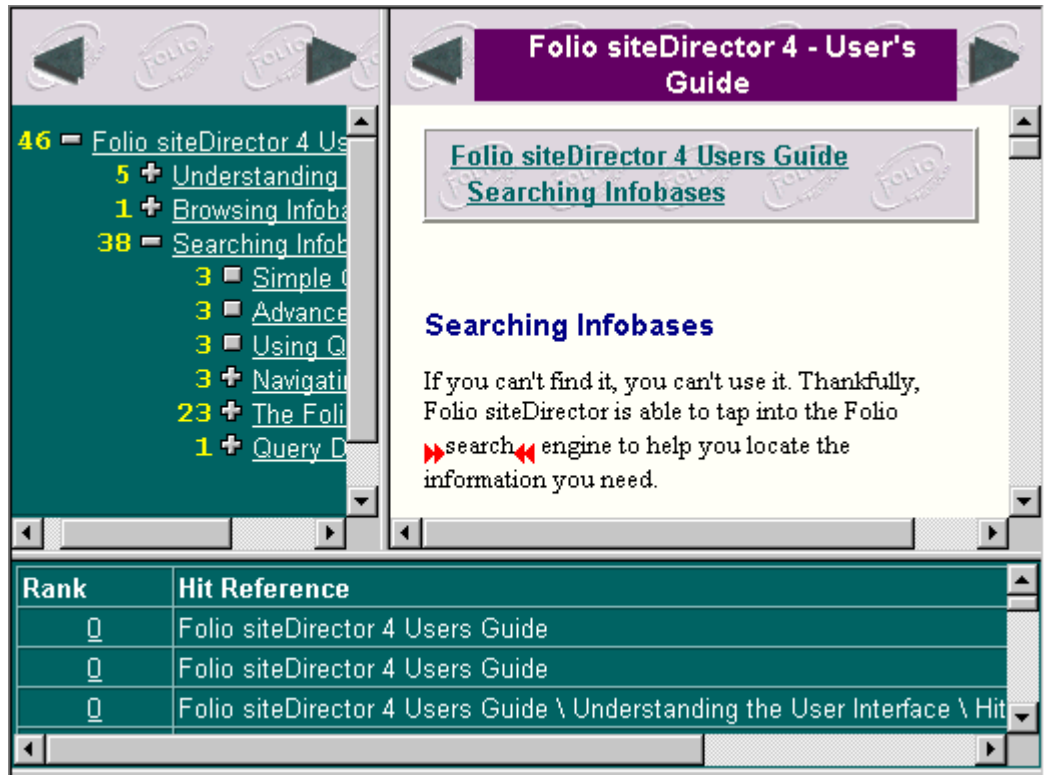 Folio siteDirector 4 - User's
Guide
46 Folio siteDirector 4 Us
5 Understanding
1 Browsing Infoba
38 Searching Infob
3 Simple
3 Advance
3 Using Q
3 Navigati
23 The Foli
1 Query D
Folio siteDirector 4 Users Guide
Searching Infobases
Searching Infobases
If you can't find it, you can't use it. Thankfully,
Folio siteDirector is able to tap into the Folio
search engine to help you locate the
information you need.
Rank Hit Reference
0 Folio siteDirector 4 Users Guide
0 Folio siteDirector 4 Users Guide
0 Folio siteDirector 4 Users Guide \ Understanding the User Interface \ Hit